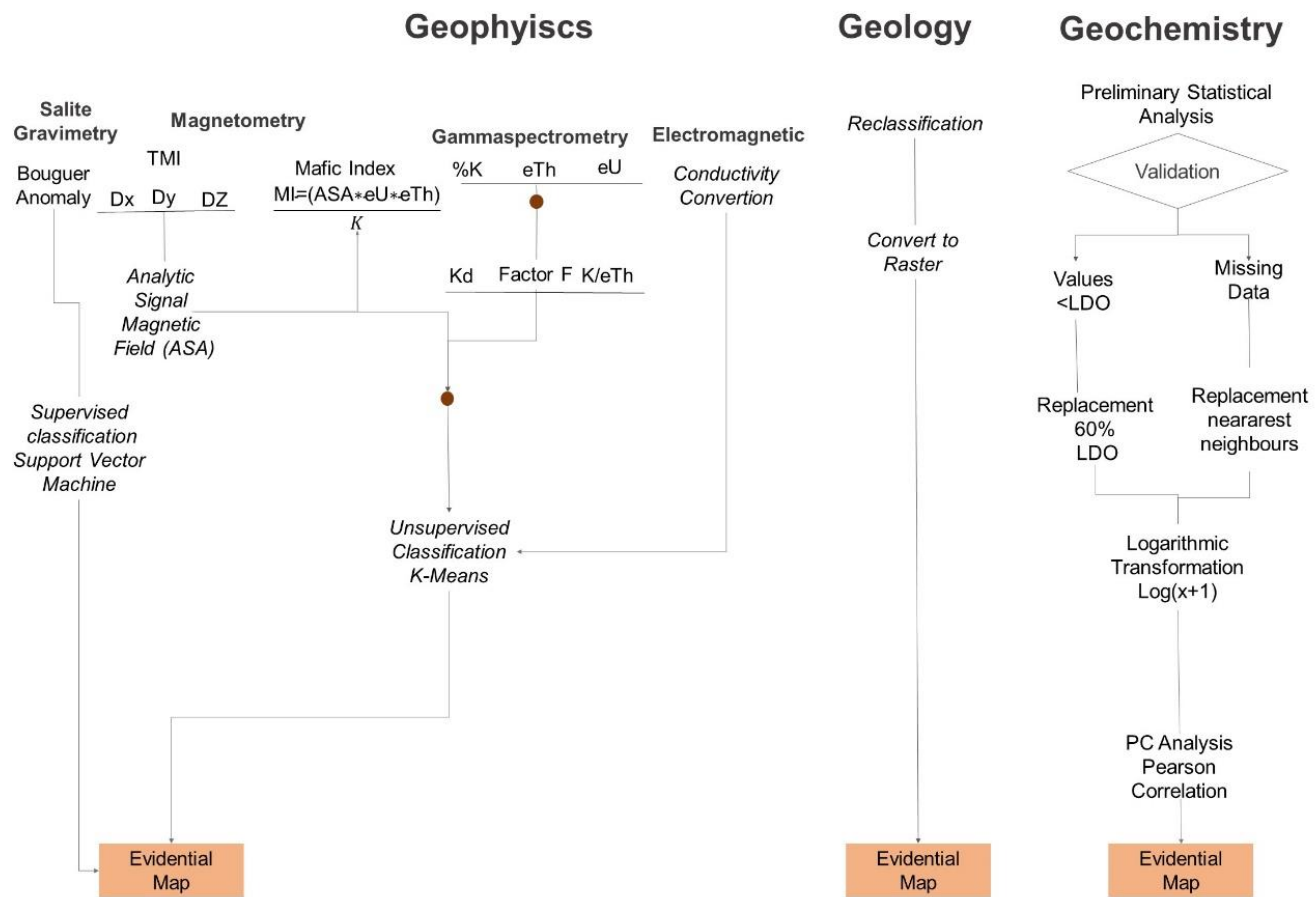 Geophyiscs
Geology
Geochemistry
Salite
Gravimetry
Magnetometry
Gammaspectrometry
Electromagnetic
Bouguer
Anomaly
TMI
Dx Dy DZ
Mafic Index
MI=(ASA*eU*eTh)
K
%K eTh eU
Conductivity
Convertion
Analytic
Signal
Magnetic
Field (ASA)
Kd Factor F K/eTh
Supervised
classification
Support Vector
Machine
Unsupervised
Classification
K-Means
Evidential
Map
Reclassification
Convert to
Raster
Evidential
Map
Preliminary Statistical
Analysis
Validation
Values
<LDO
Missing
Data
Replacement
60%
LDO
Replacement
neararest
neighbours
Logarithmic
Transformation
Log(x+1)
PC Analysis
Pearson
Correlation
Evidential
Map